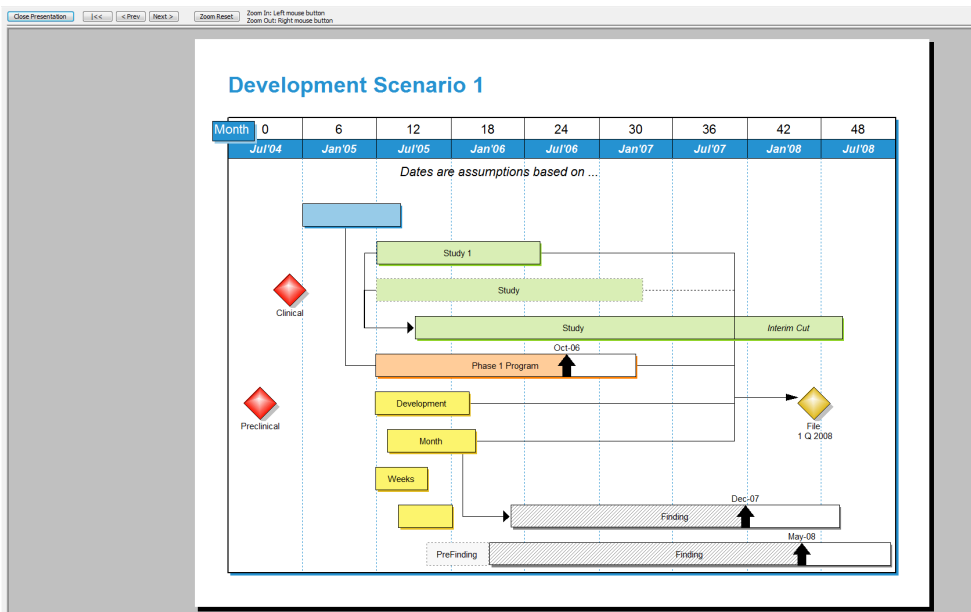 Close Presentation |<< < Prev Next > Zoom Reset Zoom In: Left mouse button
Zoom Out: Right mouse button
Development Scenario 1
Month 0 6 12 18 24 30 36 42 48
Jul'04 Jan'05 Jul'05 Jan'06 Jul'06 Jan'07 Jul'07 Jan'08 Jul'08
Dates are assumptions based on ...
Study 1
Study
Clinical
Study Interim Cut
Oct-06
Phase 1 Program
Development
Preclinical
File
1 Q 2008
Month
Weeks
Dec-07
Finding
May-08
PreFinding Finding